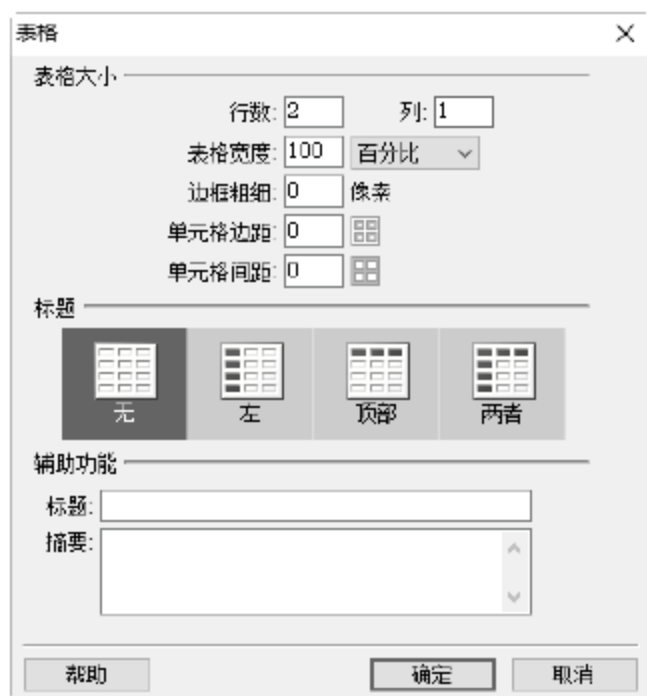 表格
表格大小
行数: 2 列: 1
表格宽度: 100 百分比
边框粗细: 0 像素
单元格边距: 0
单元格间距: 0
标题
无 左 顶部 两者
辅助功能
标题:
摘要:
帮助 确定 取消